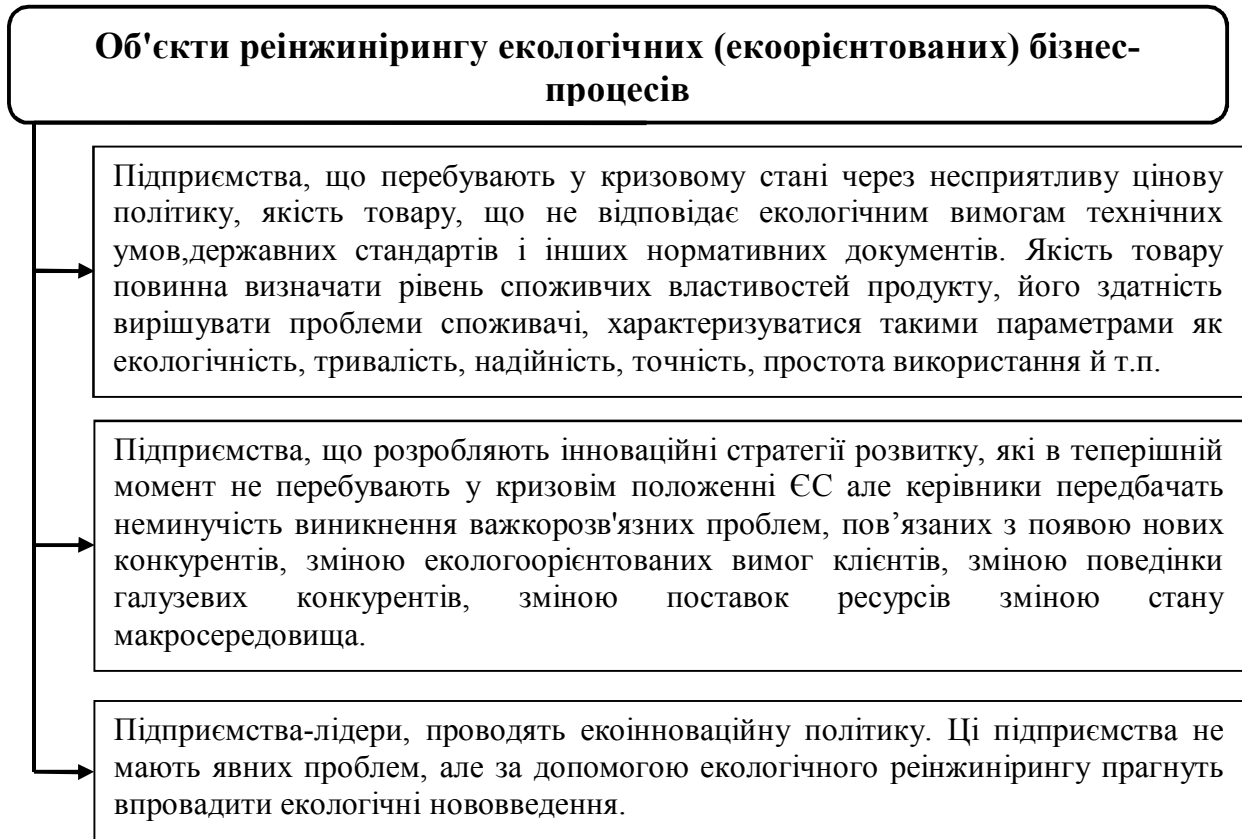 Об'єкти реінжинірингу екологічних (екоорієнтованих) бізнес-
процесів
Підприємства, що перебувають у кризовому стані через несприятливу цінову
політику, якість товару, що не відповідає екологічним вимогам технічних
умов,державних стандартів і інших нормативних документів. Якість товару
повинна визначати рівень споживчих властивостей продукту, його здатність
вирішувати проблеми споживачі, характеризуватися такими параметрами як
екологічність, тривалість, надійність, точність, простота використання й т.п.
Підприємства, що розробляють інноваційні стратегії розвитку, які в теперішній
момент не перебувають у кризовім положенні ЄС але керівники передбачать
неминучість виникнення важкорозв'язних проблем, пов’язаних з появою нових
конкурентів, зміною екологоорієнтованих вимог клієнтів, зміною поведінки
галузевих конкурентів, зміною поставок ресурсів зміною стану
макросередовища.
Підприємства-лідери, проводять екоінноваційну політику. Ці підприємства не
мають явних проблем, але за допомогою екологічного реінжинірингу прагнуть
впровадити екологічні нововведення.